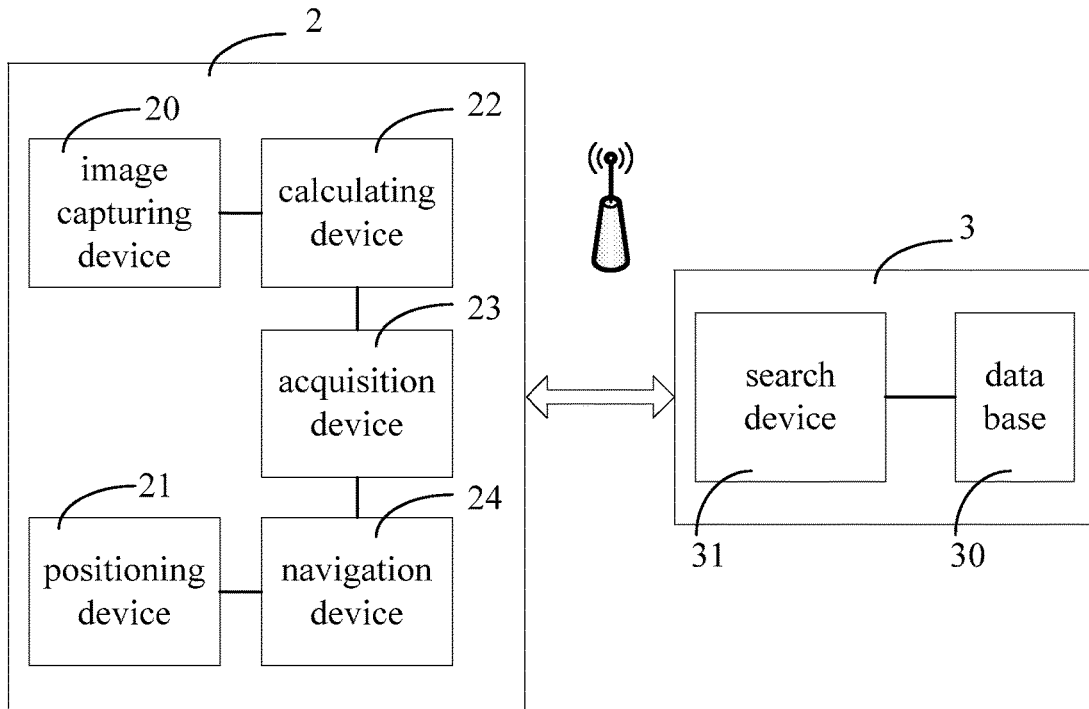 2
20
image
capturing
device
22
calculating
device
23
acquisition
device
21
positioning
device
24
navigation
device
3
search
device
data
base
31
30